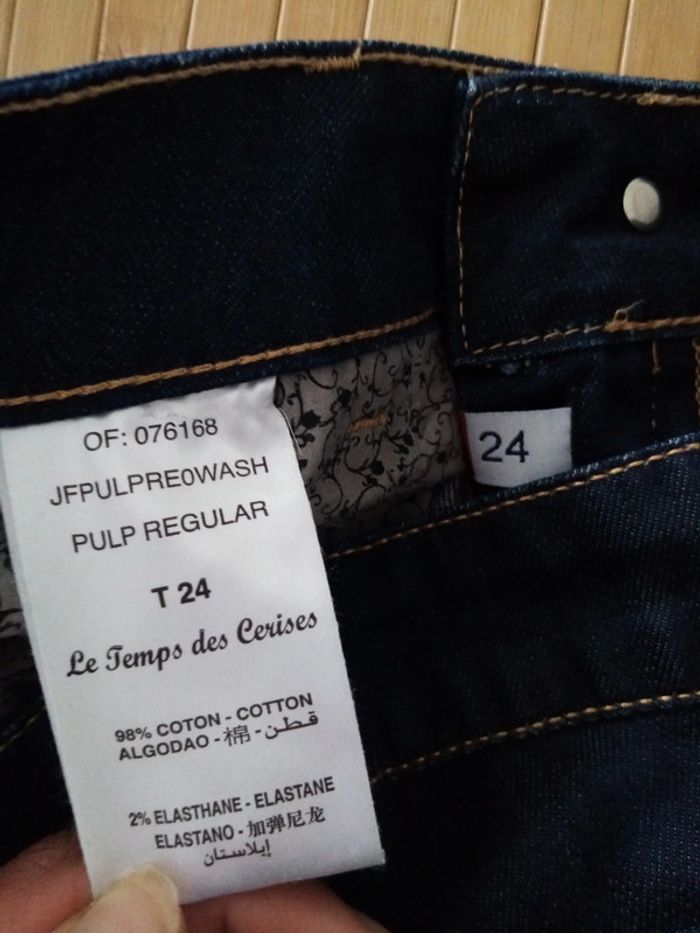 OF: 076168
JFPULPRE0WASH
PULP REGULAR
T 24
Le Temps des Cerises
98% COTON - COTTON
ALGODAO - 棉 - قطن
2% ELASTHANE - ELASTANE
ELASTANO - 加弹尼龙
إيلاستان
24